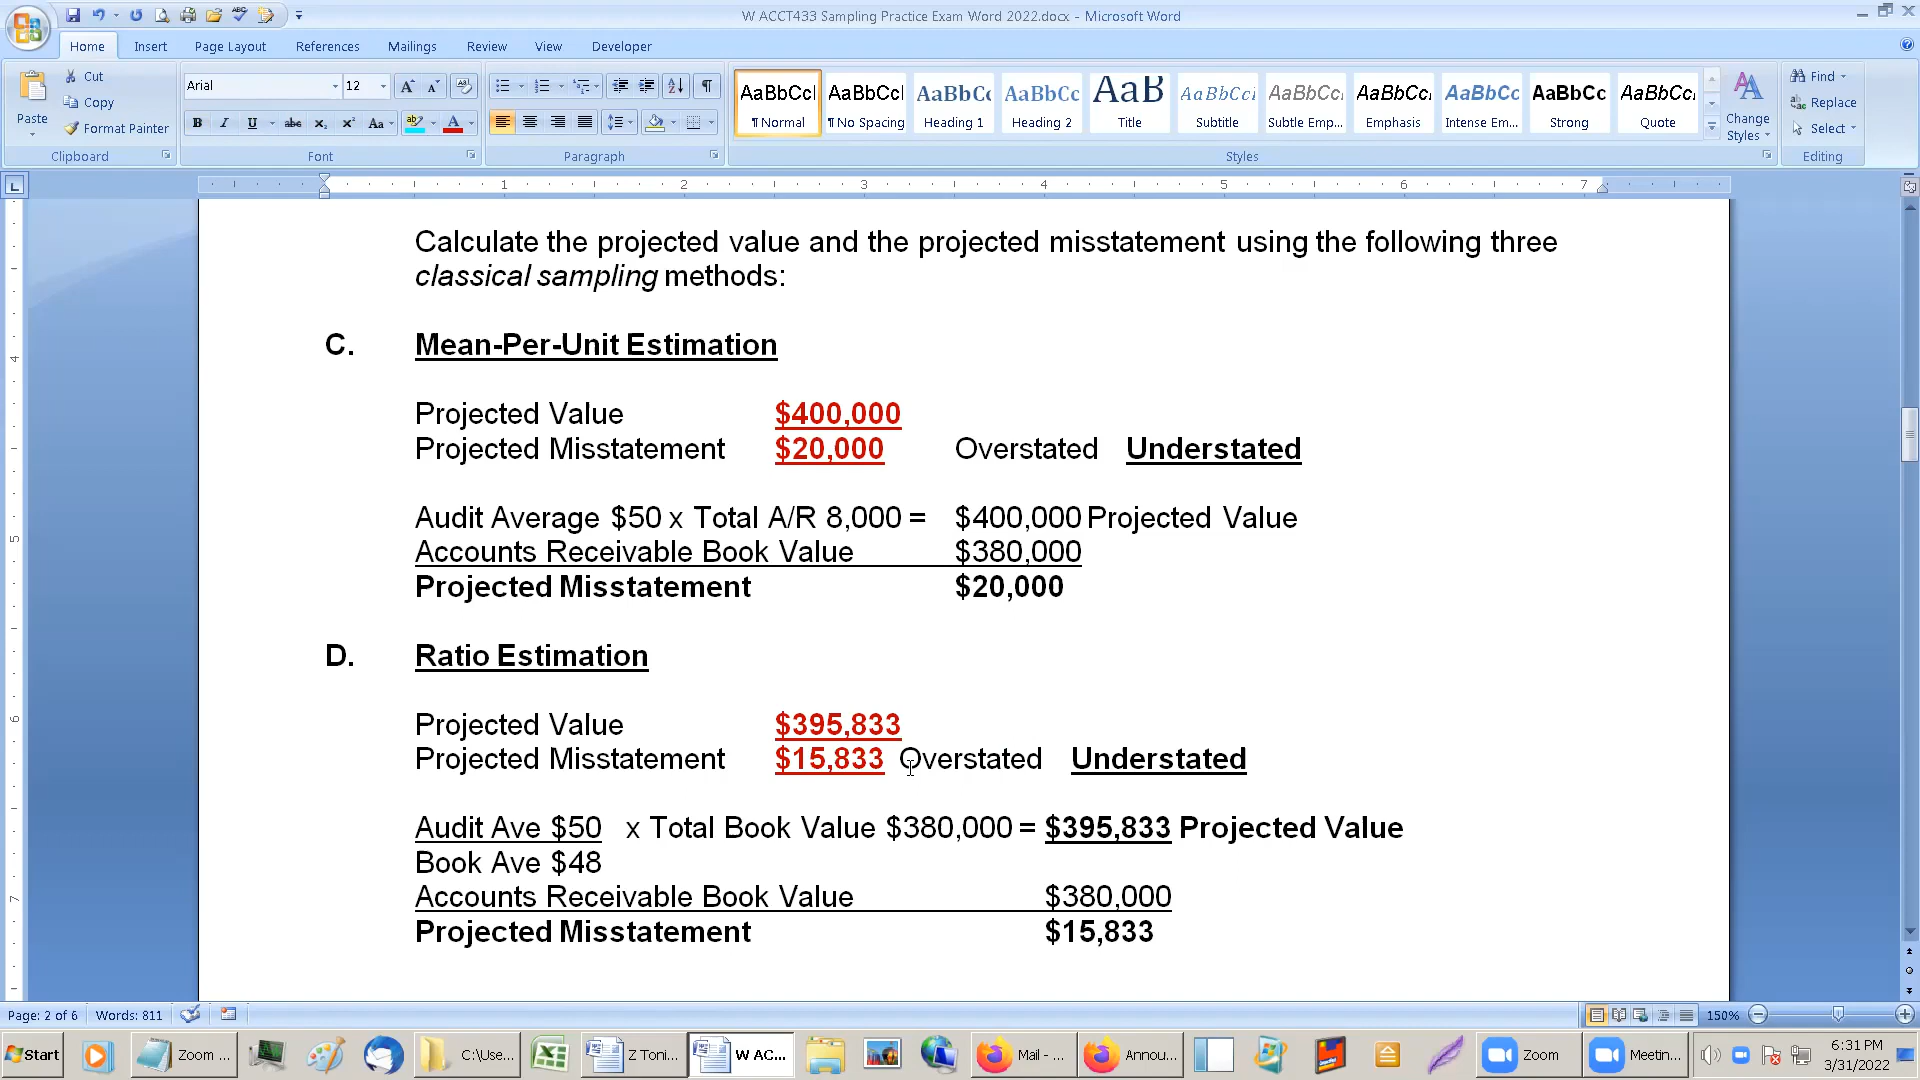 W ACCT433 Sampling Practice Exam Word 2022.docx - Microsoft Word
Home Insert Page Layout References Mailings Review View Developer
Paste
Cut
Copy
Format Painter
Clipboard
Arial 12
Font
Paragraph
AaBbCcI AaBbCcI AaBbC AaBbCc AaB AaBbCcI AaBbCcI AaBbCcI AaBbCc AaBbCc AaBbCcI
¶ Normal ¶ No Spacing Heading 1 Heading 2 Title Subtitle Subtle Emp... Emphasis Intense Em... Strong Quote
Change Styles
Styles
Find
Replace
Select
Editing
1 2 3 4 5 6 7
Calculate the projected value and the projected misstatement using the following three
classical sampling methods:
C. Mean-Per-Unit Estimation
Projected Value $400,000
Projected Misstatement $20,000 Overstated Understated
Audit Average $50 x Total A/R 8,000 = $400,000 Projected Value
Accounts Receivable Book Value $380,000
Projected Misstatement $20,000
D. Ratio Estimation
Projected Value $395,833
Projected Misstatement $15,833 Overstated Understated
Audit Ave $50 x Total Book Value $380,000 = $395,833 Projected Value
Book Ave $48
Accounts Receivable Book Value $380,000
Projected Misstatement $15,833
Page: 2 of 6 Words: 811 150%
Start Zoom ... C:\Use... Z Toni... W AC... Mail - ... Annou... Zoom Meetin... 6:31 PM
3/31/2022